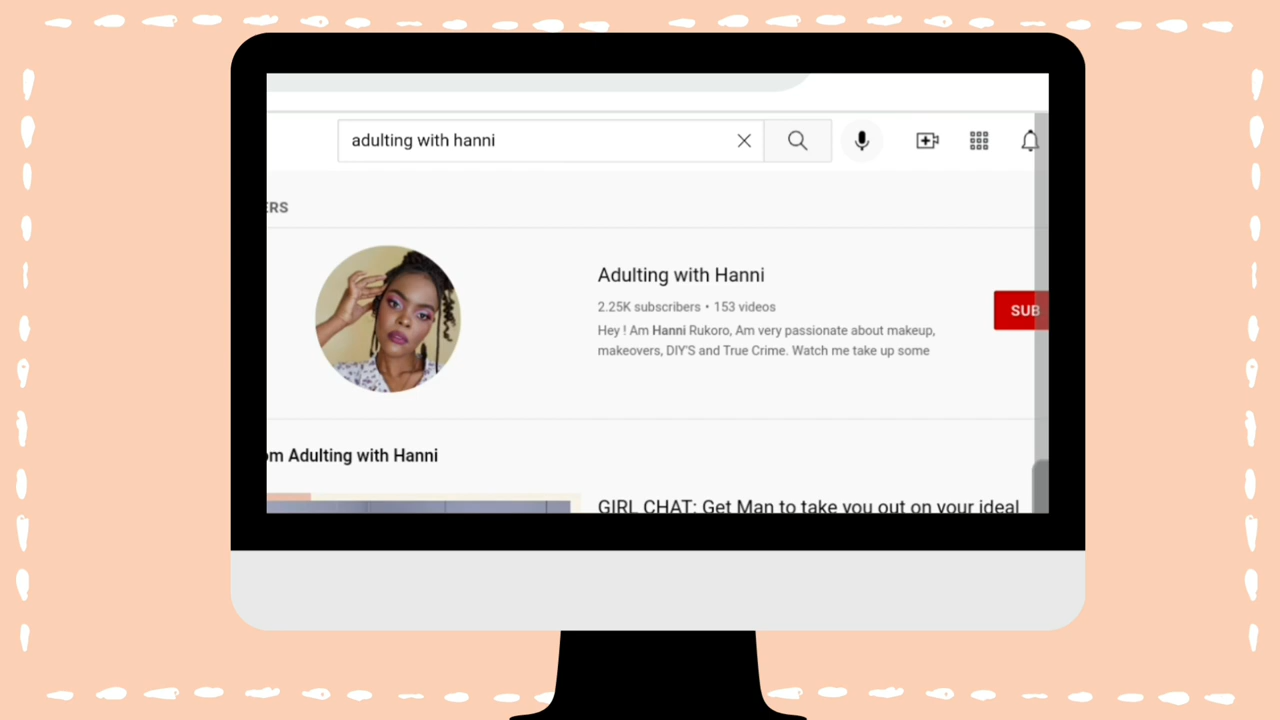 adulting with hanni
ERS
Adulting with Hanni
2.25K subscribers • 153 videos
Hey ! Am Hanni Rukoro, Am very passionate about makeup,
makeovers, DIY'S and True Crime. Watch me take up some
SUB
om Adulting with Hanni
GIRL CHAT: Get Man to take you out on your ideal